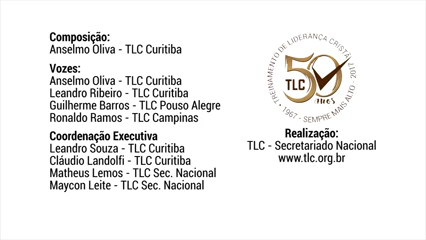 Composição:
Anselmo Oliva - TLC Curitiba
Vozes:
Anselmo Oliva - TLC Curitiba
Leandro Ribeiro - TLC Curitiba
Guilherme Barros - TLC Pouso Alegre
Ronaldo Ramos - TLC Campinas
Coordenação Executiva
Leandro Souza - TLC Curitiba
Cláudio Landolfi - TLC Curitiba
Matheus Lemos - TLC Sec. Nacional
Maycon Leite - TLC Sec. Nacional
TREINAMENTO DE LIDERANÇA CRISTÃ
2017
50
TLC
anos
1967 - SEMPRE MAIS ALTO -
Realização:
TLC - Secretariado Nacional
www.tlc.org.br